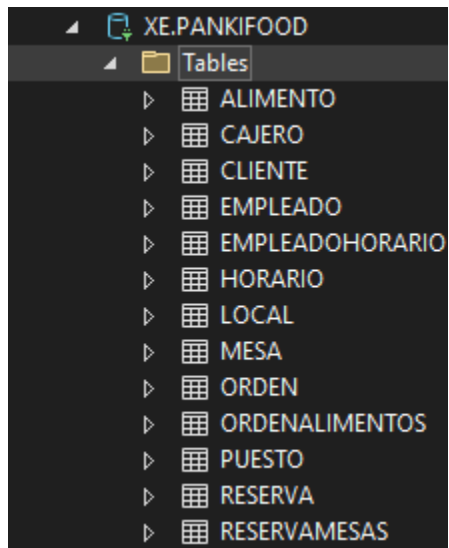 XE.PANKIFOOD
Tables
ALIMENTO
CAJERO
CLIENTE
EMPLEADO
EMPLEADOHORARIO
HORARIO
LOCAL
MESA
ORDEN
ORDENALIMENTOS
PUESTO
RESERVA
RESERVAMESAS